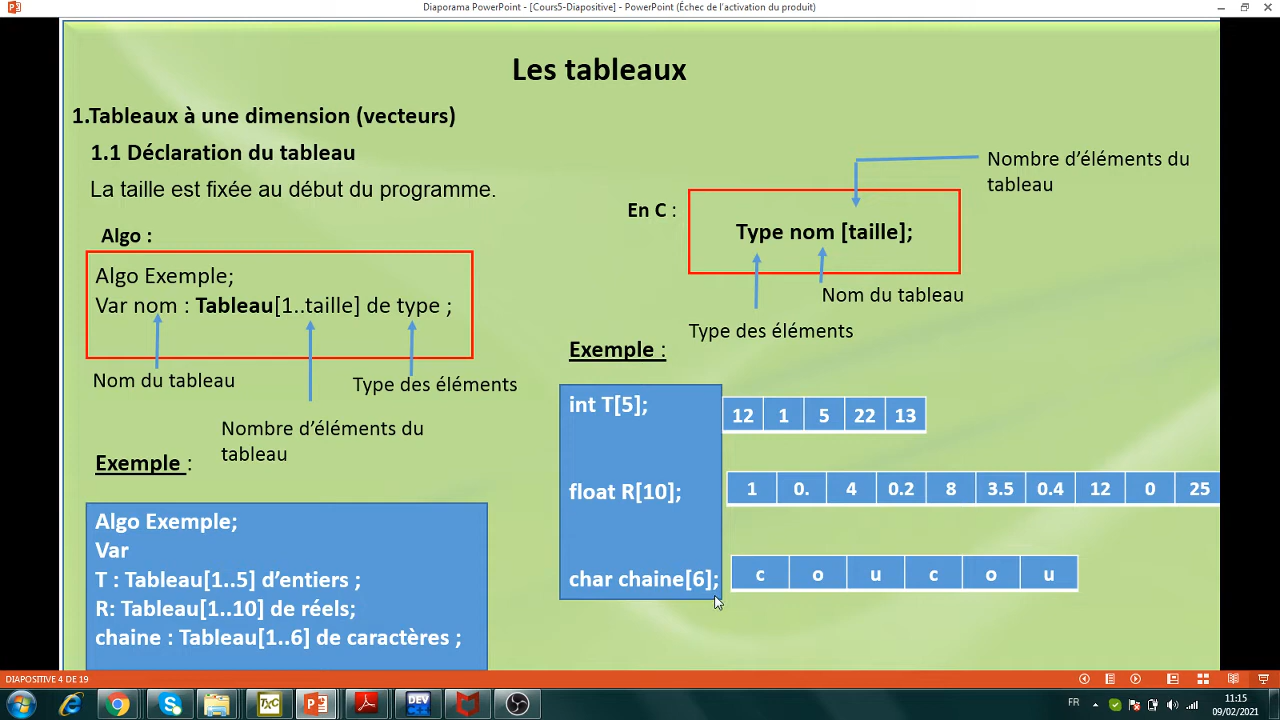 Diaporama PowerPoint - [Cours5-Diapositive] - PowerPoint (Échec de l'activation du produit)
Les tableaux
1.Tableaux à une dimension (vecteurs)
1.1 Déclaration du tableau
La taille est fixée au début du programme.
Algo :
Algo Exemple;
Var nom : Tableau[1..taille] de type ;
Nom du tableau
Type des éléments
Nombre d'éléments du
tableau
Exemple :
Algo Exemple;
Var
T : Tableau[1..5] d'entiers ;
R: Tableau[1..10] de réels;
chaine : Tableau[1..6] de caractères ;
Nombre d'éléments du
tableau
En C :
Type nom [taille];
Nom du tableau
Type des éléments
Exemple :
int T[5];
12 1 5 22 13
float R[10];
1 0. 4 0.2 8 3.5 0.4 12 0 25
char chaine[6];
c o u c o u
DIAPOSITIVE 4 DE 19
TXC
DEV
FR
11:15
09/02/2021